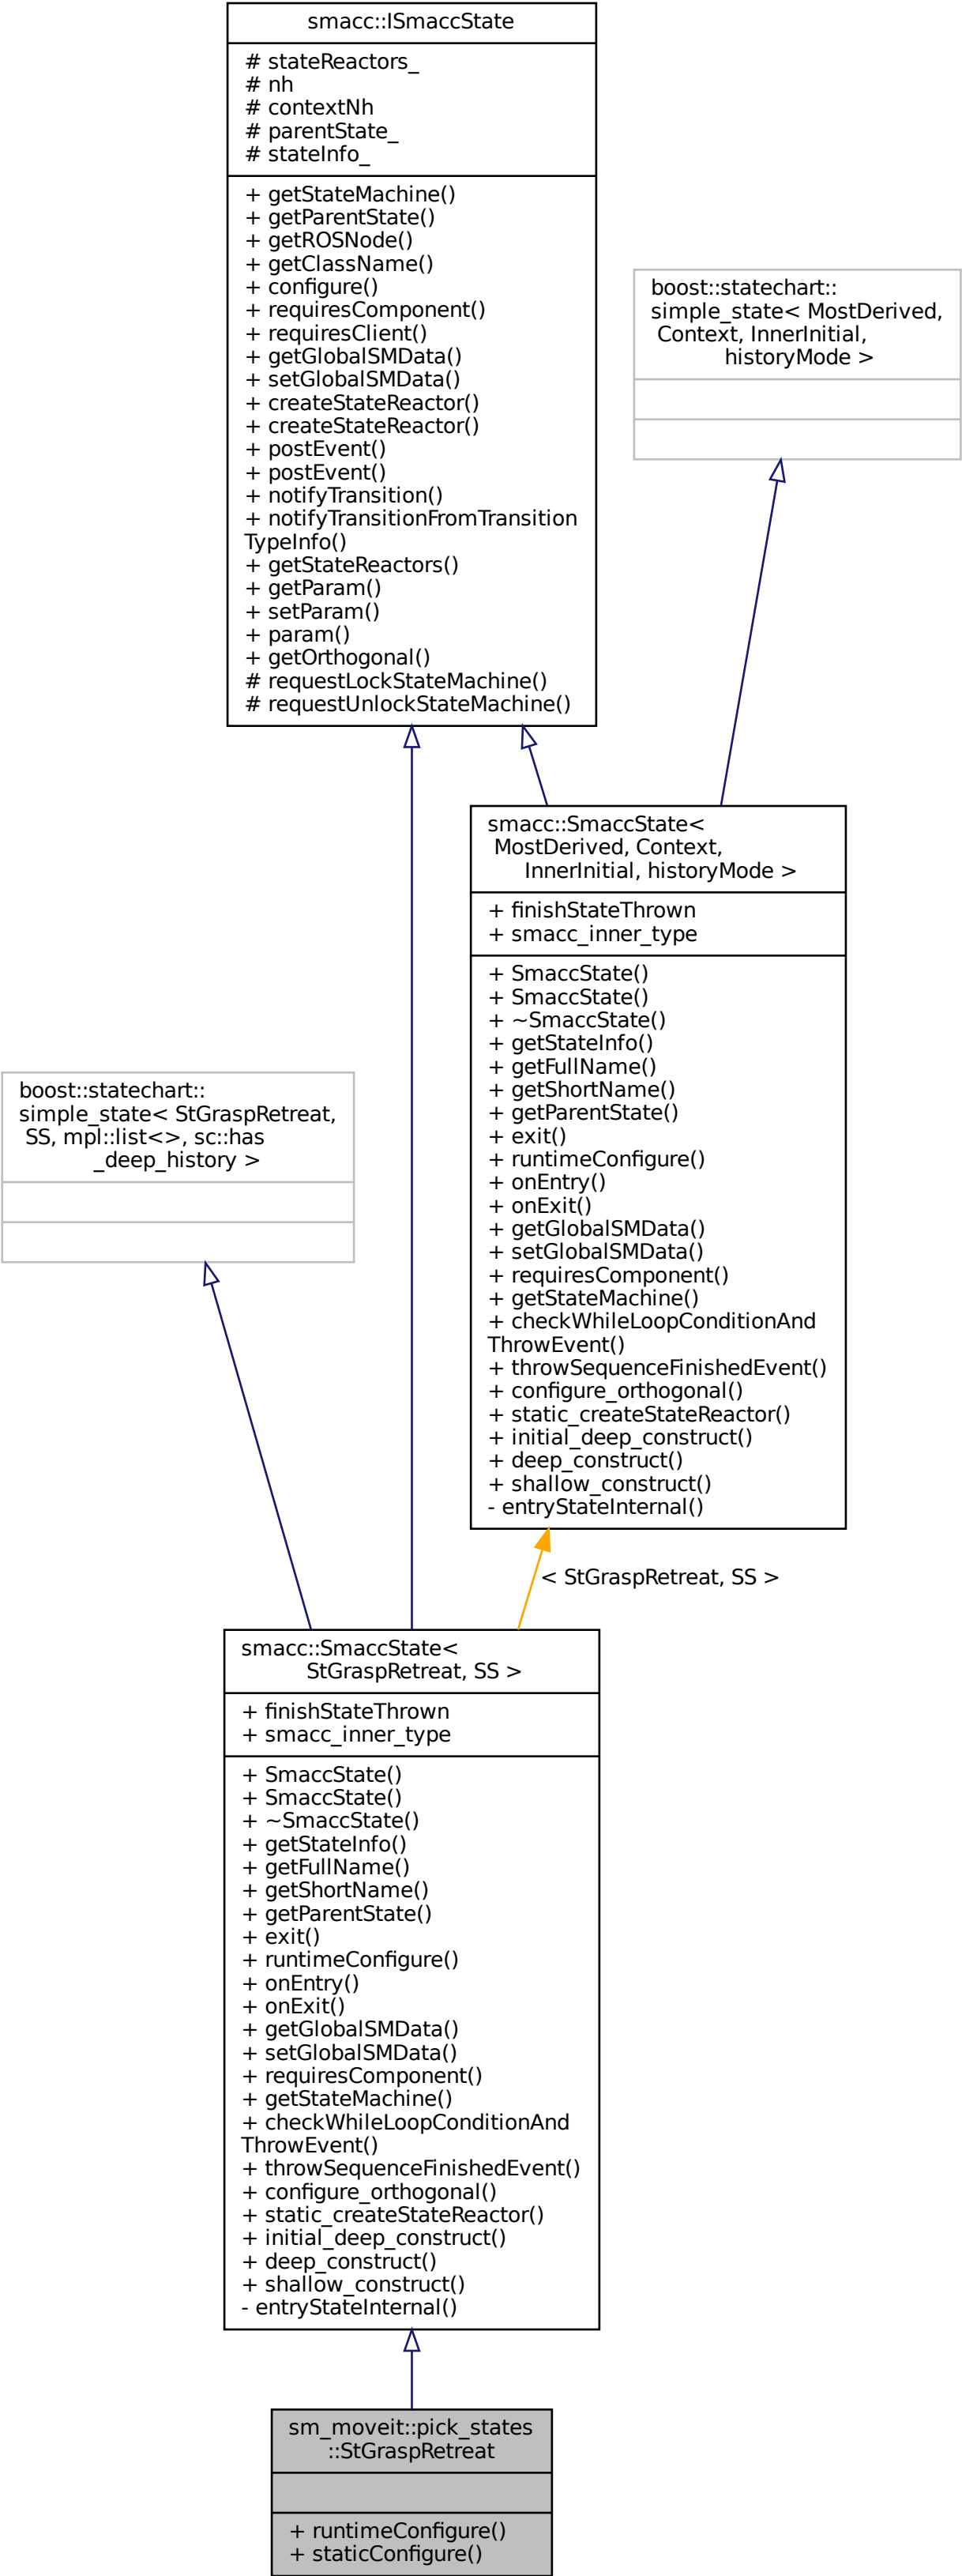 smacc::ISmaccState
# stateReactors_
# nh
# contextNh
# parentState_
# stateInfo_
+ getStateMachine()
+ getParentState()
+ getROSNode()
+ getClassName()
+ configure()
+ requiresComponent()
+ requiresClient()
+ getGlobalSMData()
+ setGlobalSMData()
+ createStateReactor()
+ createStateReactor()
+ postEvent()
+ postEvent()
+ notifyTransition()
+ notifyTransitionFromTransition
TypeInfo()
+ getStateReactors()
+ getParam()
+ setParam()
+ param()
+ getOrthogonal()
# requestLockStateMachine()
# requestUnlockStateMachine()
boost::statechart::
simple_state< MostDerived,
Context, InnerInitial,
historyMode >
smacc::SmaccState<
MostDerived, Context,
InnerInitial, historyMode >
+ finishStateThrown
+ smacc_inner_type
+ SmaccState()
+ SmaccState()
+ ~SmaccState()
+ getStateInfo()
+ getFullName()
+ getShortName()
+ getParentState()
+ exit()
+ runtimeConfigure()
+ onEntry()
+ onExit()
+ getGlobalSMData()
+ setGlobalSMData()
+ requiresComponent()
+ getStateMachine()
+ checkWhileLoopConditionAnd
ThrowEvent()
+ throwSequenceFinishedEvent()
+ configure_orthogonal()
+ static_createStateReactor()
+ initial_deep_construct()
+ deep_construct()
+ shallow_construct()
- entryStateInternal()
boost::statechart::
simple_state< StGraspRetreat,
SS, mpl::list<>, sc::has
_deep_history >
< StGraspRetreat, SS >
smacc::SmaccState<
StGraspRetreat, SS >
+ finishStateThrown
+ smacc_inner_type
+ SmaccState()
+ SmaccState()
+ ~SmaccState()
+ getStateInfo()
+ getFullName()
+ getShortName()
+ getParentState()
+ exit()
+ runtimeConfigure()
+ onEntry()
+ onExit()
+ getGlobalSMData()
+ setGlobalSMData()
+ requiresComponent()
+ getStateMachine()
+ checkWhileLoopConditionAnd
ThrowEvent()
+ throwSequenceFinishedEvent()
+ configure_orthogonal()
+ static_createStateReactor()
+ initial_deep_construct()
+ deep_construct()
+ shallow_construct()
- entryStateInternal()
sm_moveit::pick_states
::StGraspRetreat
+ runtimeConfigure()
+ staticConfigure()